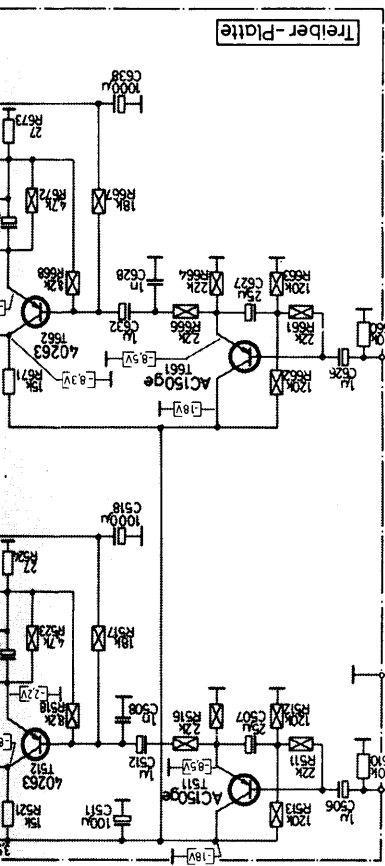 -18V
R521
15k
C511
100µ
R513
120k
T512
40263
T611
AC150ge
-8,5V
C506
1µ
R511
22k
C512
1µ
C508
1n
R516
2,2k
C507
25µ
R512
120k
R518
8,2k
-2,2V
R523
4,7k
R517
18k
R524
27
C518
1000µ
-18V
R671
15k
-8,3V
R662
120k
T662
40263
T661
AC150ge
-8,5V
C626
1µ
R661
22k
C632
1µ
R666
2,2k
C628
1n
R664
22k
C627
25µ
R663
120k
R668
8,2k
R672
4,7k
R667
18k
R673
27
C638
1000µ
Treiber-Platte